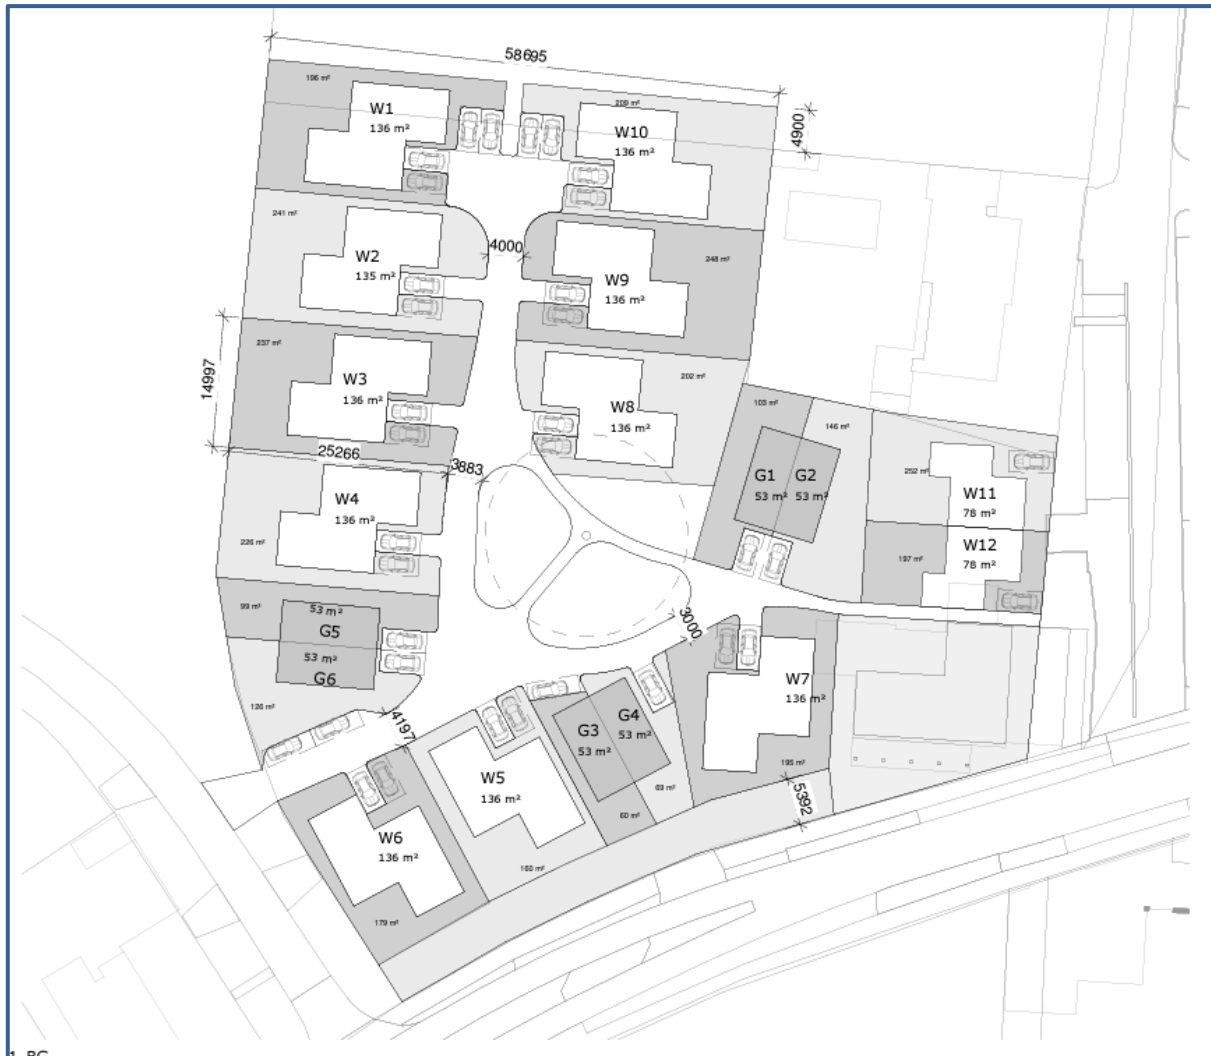 58695
196 m²
W1
136 m²
209 m²
W10
136 m²
4900
241 m²
W2
135 m²
4000
W9
136 m²
248 m²
14997
237 m²
W3
136 m²
25266
3883
W8
136 m²
202 m²
103 m²
146 m²
G1
53 m²
G2
53 m²
252 m²
W11
78 m²
W12
78 m²
197 m²
W4
136 m²
226 m²
99 m²
53 m²
G5
53 m²
G6
126 m²
3000
4197
W7
136 m²
195 m²
G3
53 m²
G4
53 m²
69 m²
60 m²
W5
136 m²
160 m²
5392
W6
136 m²
179 m²